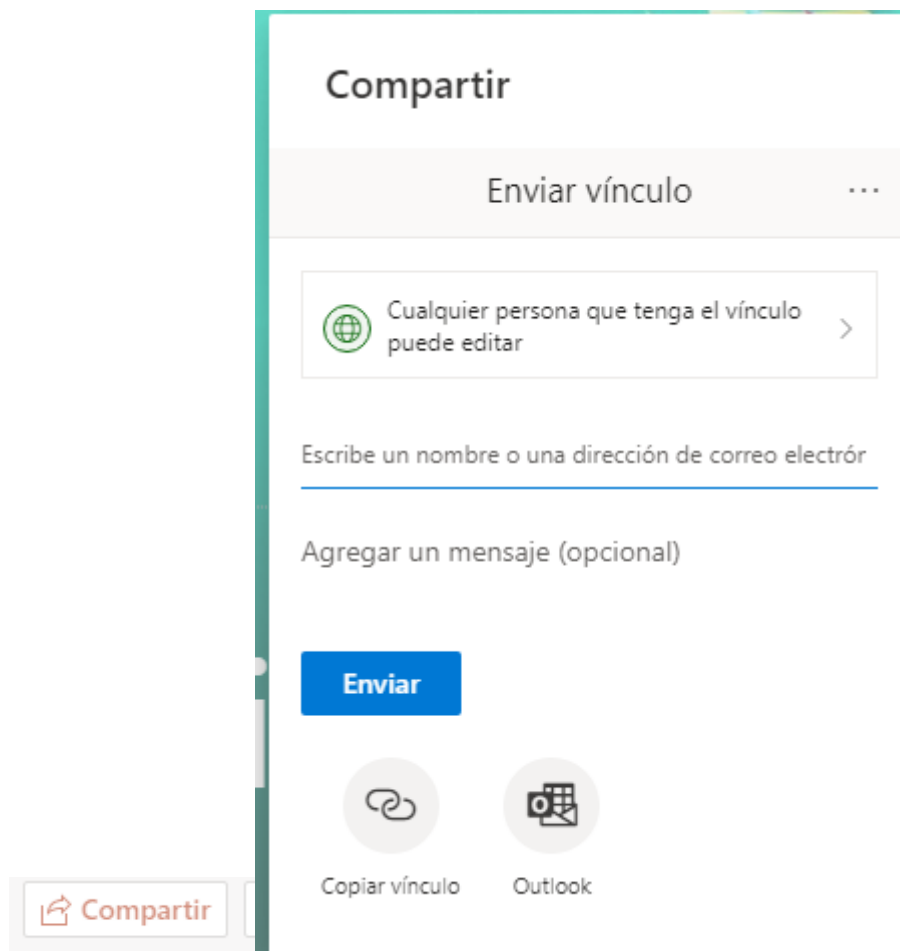 Compartir
Enviar vínculo
Cualquier persona que tenga el vínculo
puede editar
Escribe un nombre o una dirección de correo electrór
Agregar un mensaje (opcional)
Enviar
Copiar vínculo
Outlook
Compartir